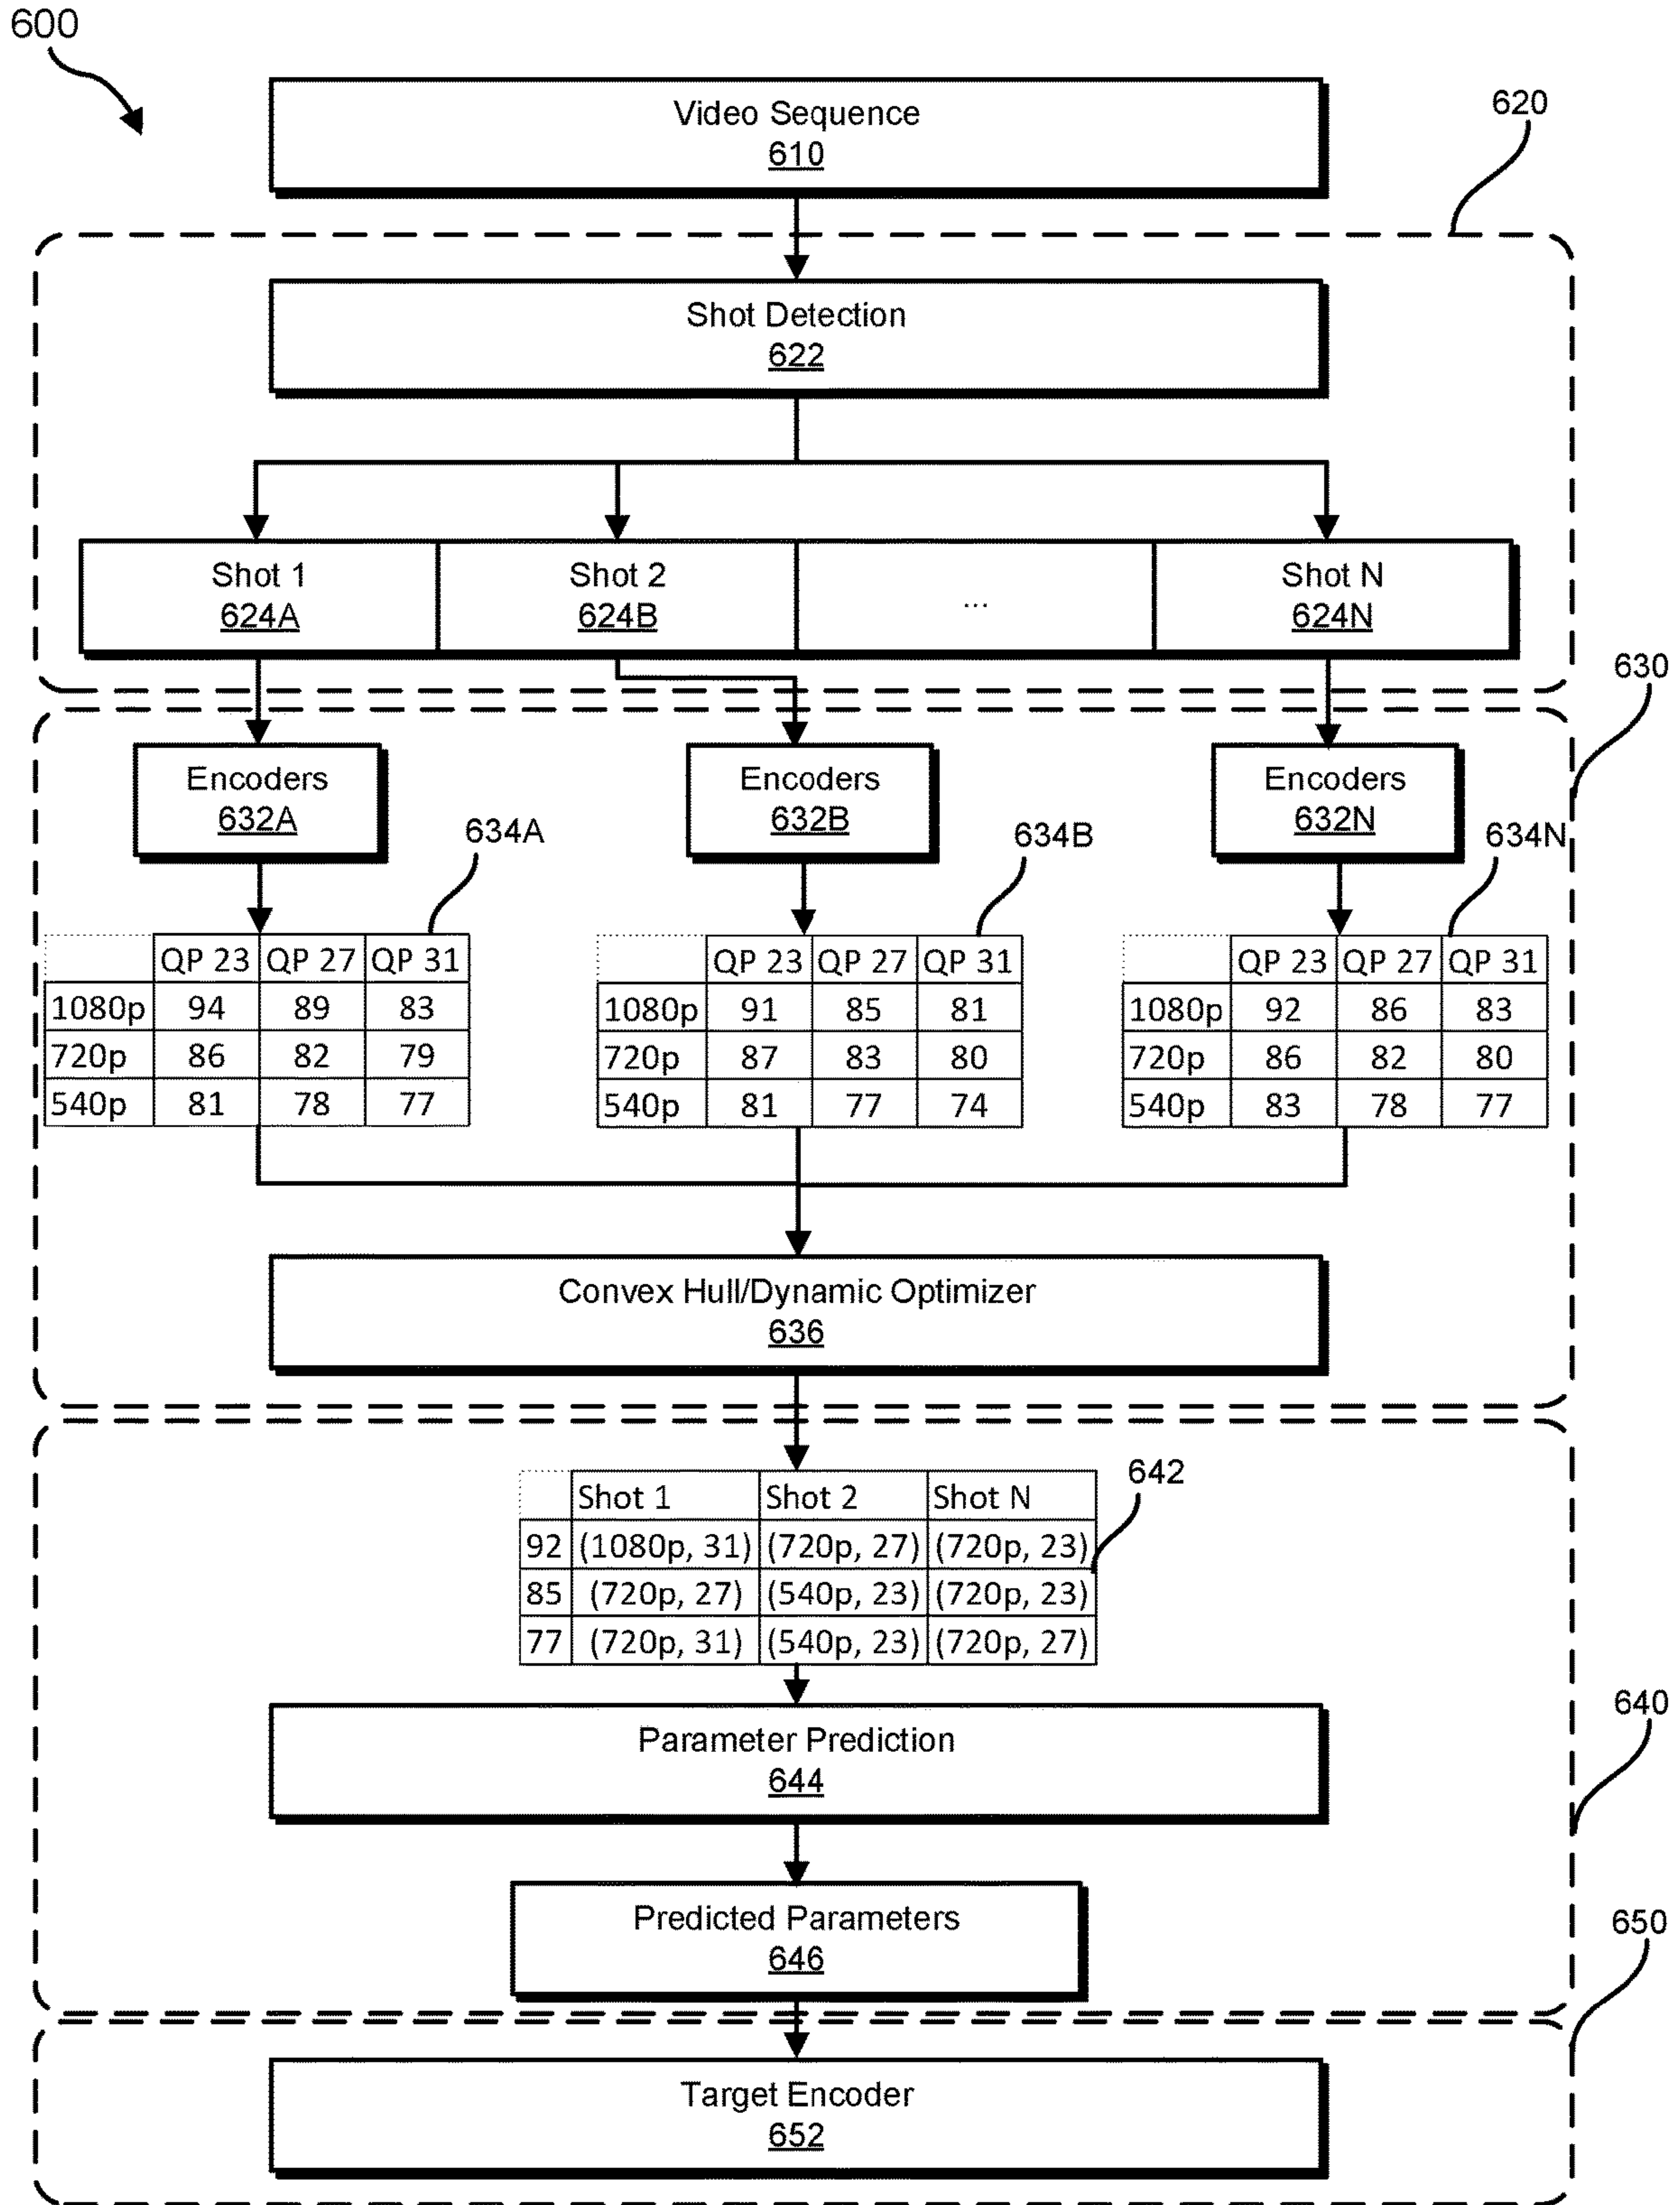 600
Video Sequence
610
620
Shot Detection
622
Shot 1
624A
Shot 2
624B
...
Shot N
624N
630
Encoders
632A
634A
Encoders
632B
634B
Encoders
632N
634N
QP 23 QP 27 QP 31
1080p 94 89 83
720p 86 82 79
540p 81 78 77
QP 23 QP 27 QP 31
1080p 91 85 81
720p 87 83 80
540p 81 77 74
QP 23 QP 27 QP 31
1080p 92 86 83
720p 86 82 80
540p 83 78 77
Convex Hull/Dynamic Optimizer
636
642
Shot 1 Shot 2 Shot N
92 (1080p, 31) (720p, 27) (720p, 23)
85 (720p, 27) (540p, 23) (720p, 23)
77 (720p, 31) (540p, 23) (720p, 27)
640
Parameter Prediction
644
Predicted Parameters
646
650
Target Encoder
652